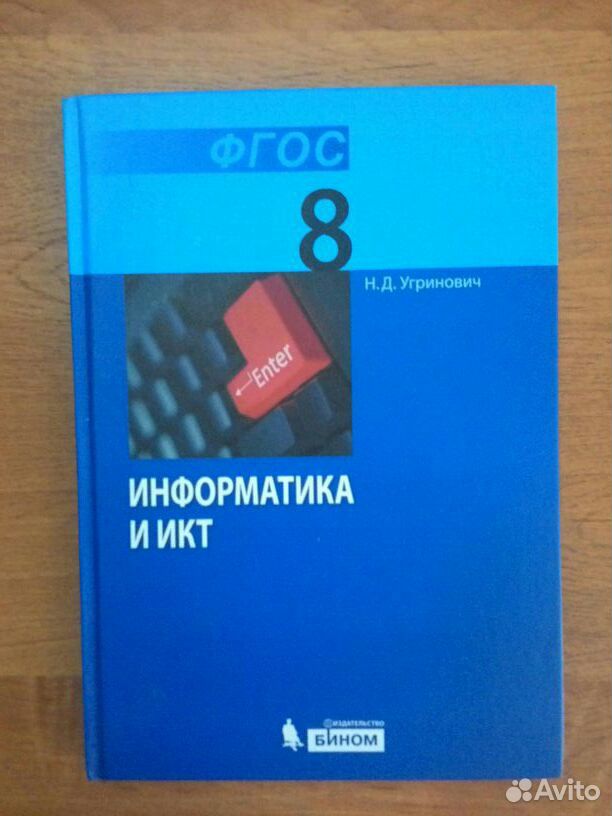 ФГОС
8
Н.Д. Угринович
Enter
ИНФОРМАТИКА
И ИКТ
ИЗДАТЕЛЬСТВО
БИНОМ
Avito